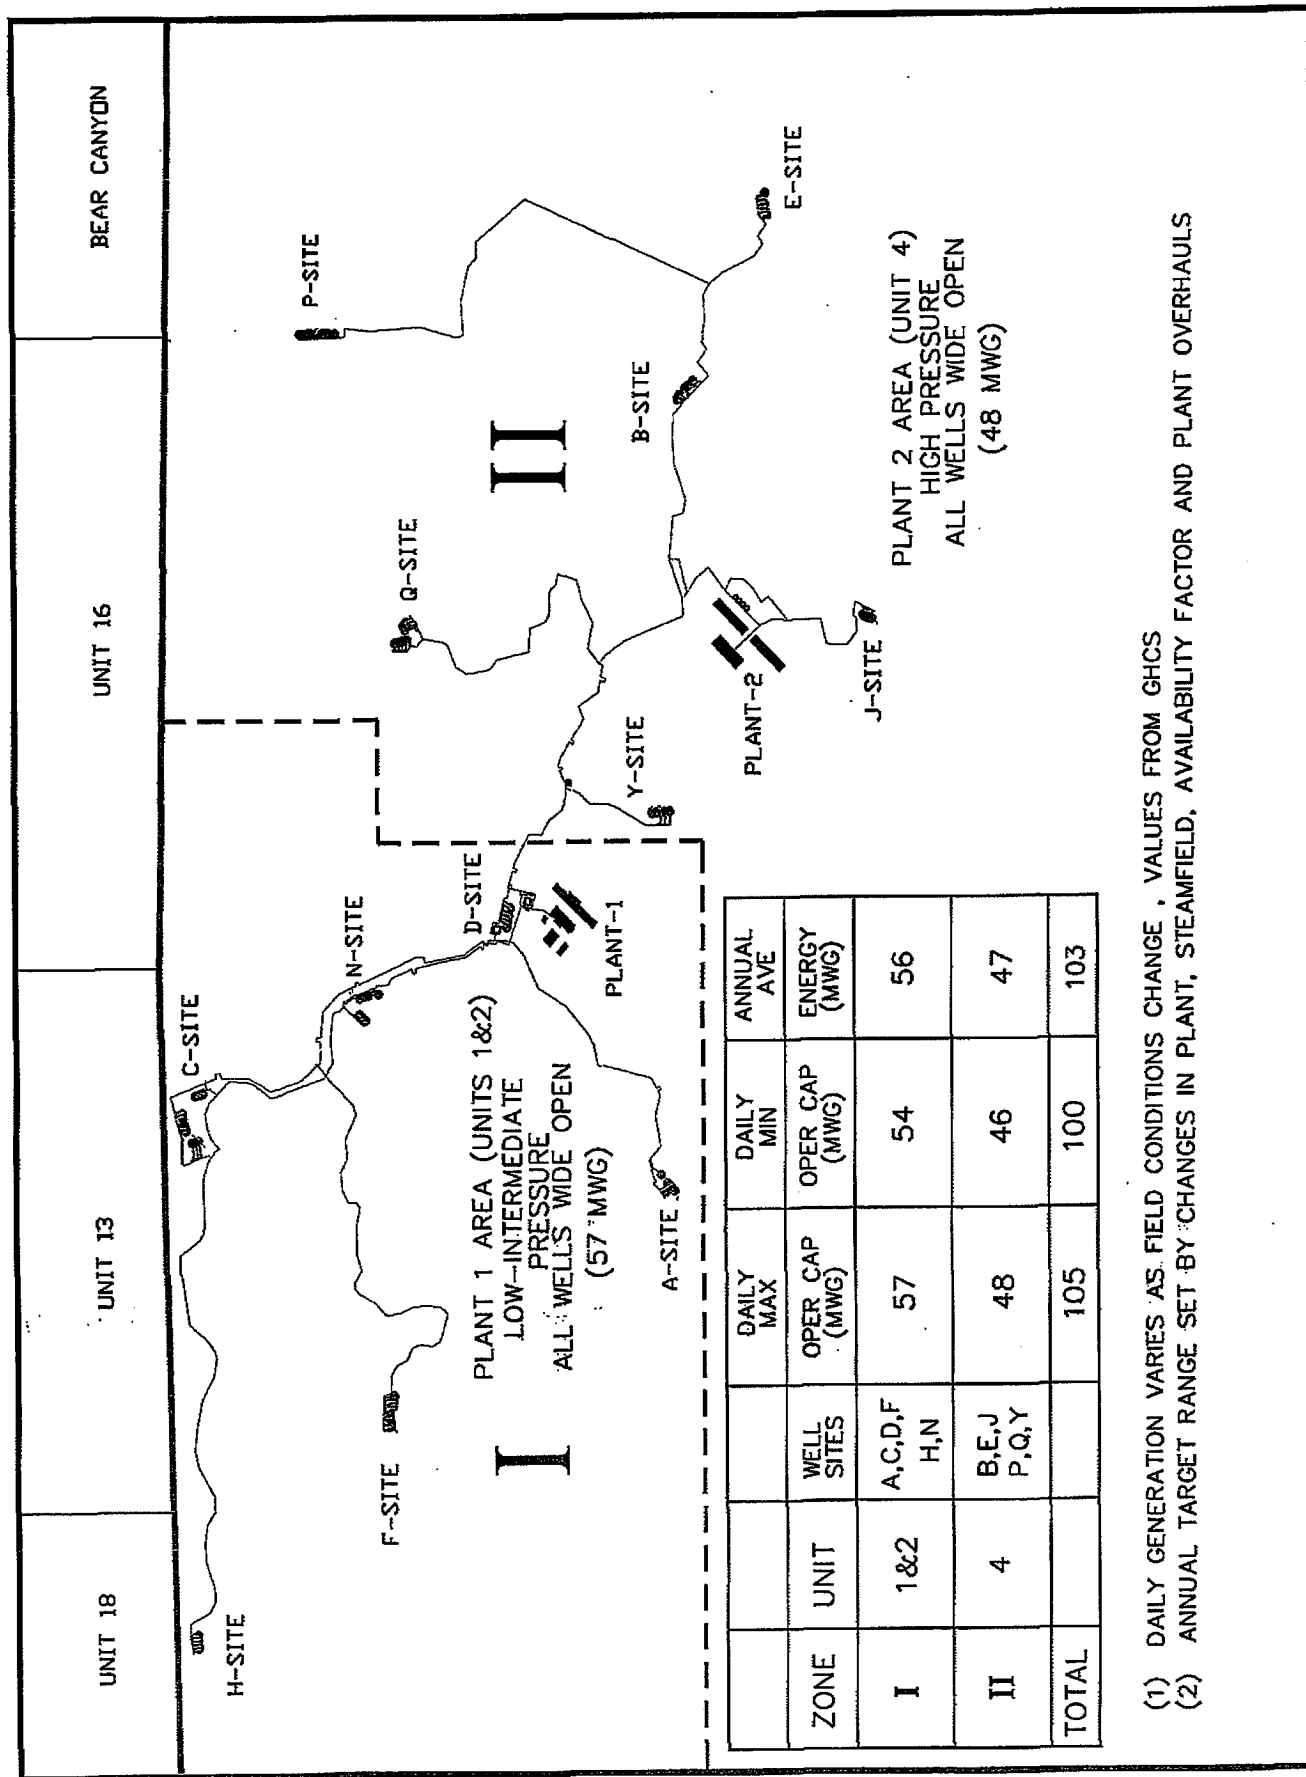 UNIT 18
UNIT 13
UNIT 16
BEAR CANYON
H-SITE
C-SITE
P-SITE
N-SITE
Q-SITE
F-SITE
D-SITE
I
II
B-SITE
E-SITE
PLANT 1 AREA (UNITS 1&2)
LOW-INTERMEDIATE
PRESSURE
ALL WELLS WIDE OPEN
(57 MWG)
PLANT-1
Y-SITE
A-SITE
PLANT-2
J-SITE
PLANT 2 AREA (UNIT 4)
HIGH PRESSURE
ALL WELLS WIDE OPEN
(48 MWG)
DAILY MAX DAILY MIN ANNUAL AVE
ZONE UNIT WELL SITES OPER CAP (MWG) OPER CAP (MWG) ENERGY (MWG)
I 1&2 A,C,D,F H,N 57 54 56
II 4 B,E,J P,Q,Y 48 46 47
TOTAL 105 100 103
(1) DAILY GENERATION VARIES AS FIELD CONDITIONS CHANGE , VALUES FROM GHCS
(2) ANNUAL TARGET RANGE SET BY CHANGES IN PLANT, STEAMFIELD, AVAILABILITY FACTOR AND PLANT OVERHAULS